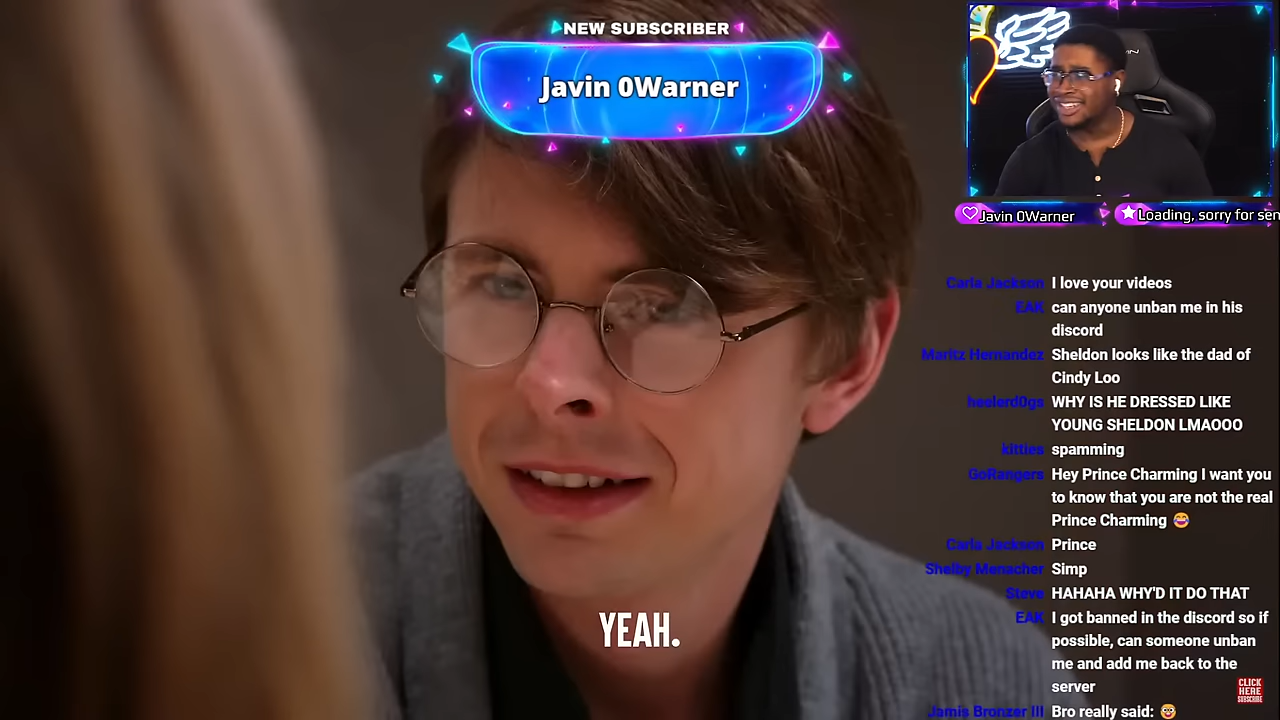 NEW SUBSCRIBER
Javin 0Warner
Javin 0Warner
Loading, sorry for sen
Carla Jackson I love your videos
EAK can anyone unban me in his
discord
Maritz Hernandez Sheldon looks like the dad of
Cindy Loo
heelerd0gs WHY IS HE DRESSED LIKE
YOUNG SHELDON LMAOOO
kitties spamming
GoRangers Hey Prince Charming I want you
to know that you are not the real
Prince Charming 😂
Carla Jackson Prince
Shelby Menacher Simp
Steve HAHAHA WHY'D IT DO THAT
EAK I got banned in the discord so if
possible, can someone unban
me and add me back to the
server
Jamis Bronzer III Bro really said: 🤓
YEAH.
CLICK
HERE
SUBSCRIBE